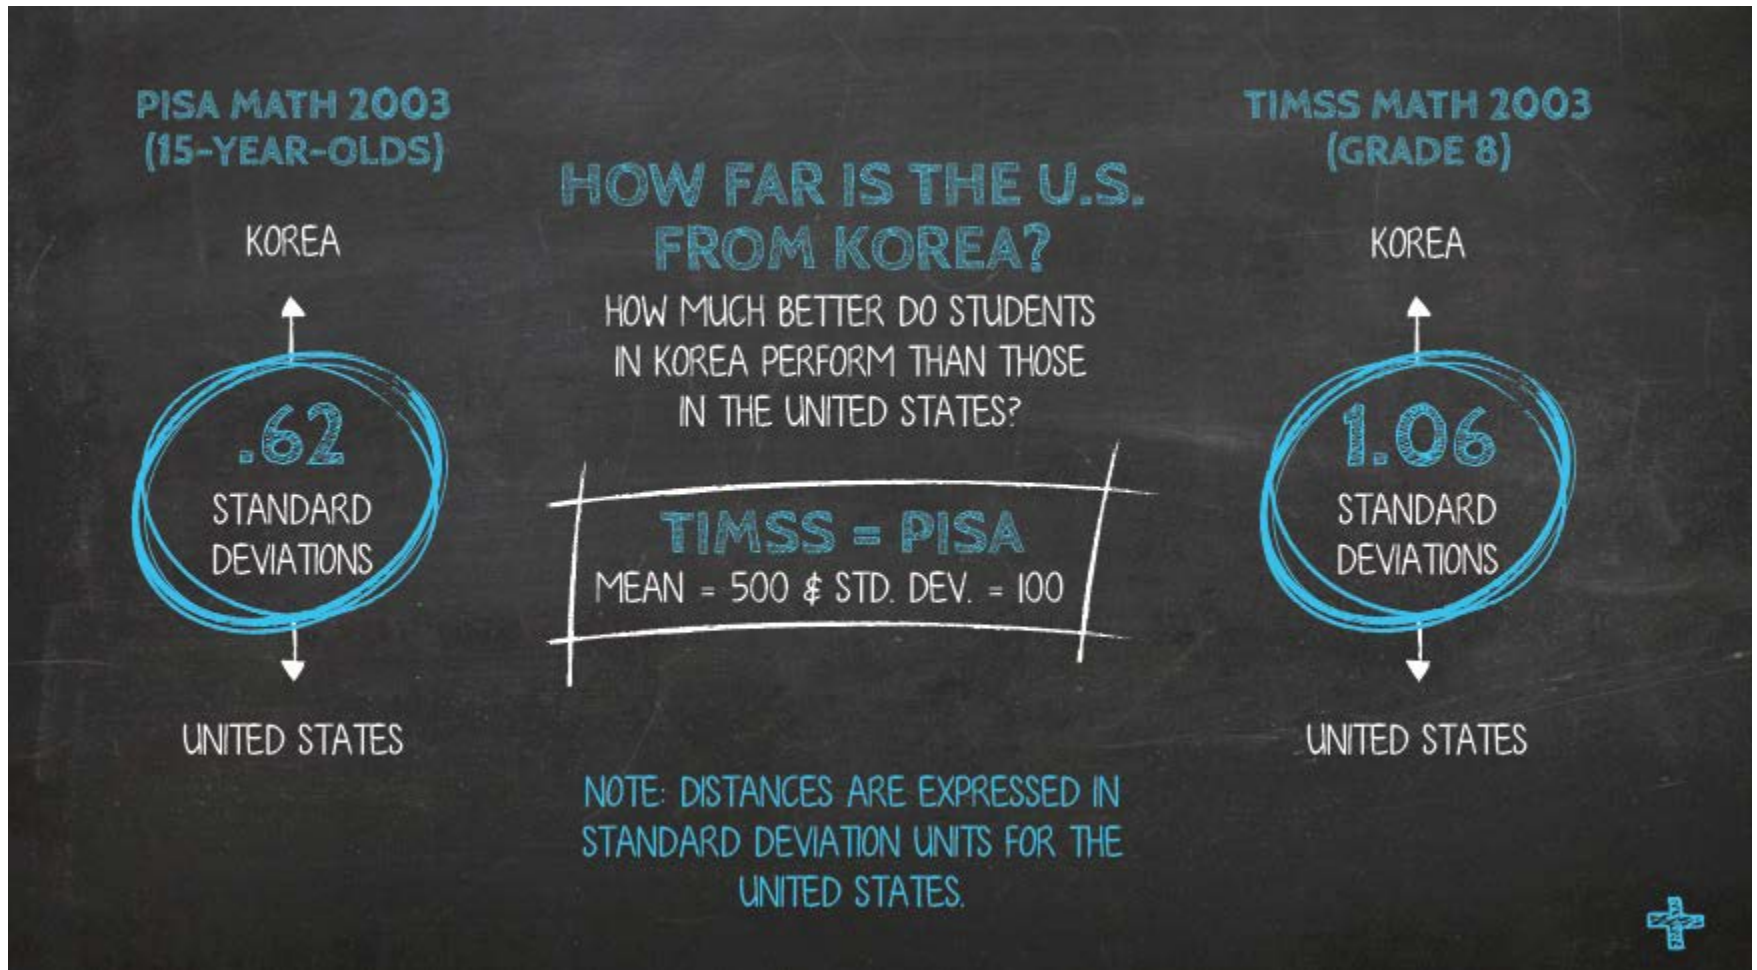 PISA MATH 2003
(15-YEAR-OLDS)
KOREA
.62
STANDARD
DEVIATIONS
UNITED STATES
HOW FAR IS THE U.S.
FROM KOREA?
HOW MUCH BETTER DO STUDENTS
IN KOREA PERFORM THAN THOSE
IN THE UNITED STATES?
TIMSS = PISA
MEAN = 500 & STD. DEV. = 100
NOTE: DISTANCES ARE EXPRESSED IN
STANDARD DEVIATION UNITS FOR THE
UNITED STATES.
TIMSS MATH 2003
(GRADE 8)
KOREA
1.06
STANDARD
DEVIATIONS
UNITED STATES